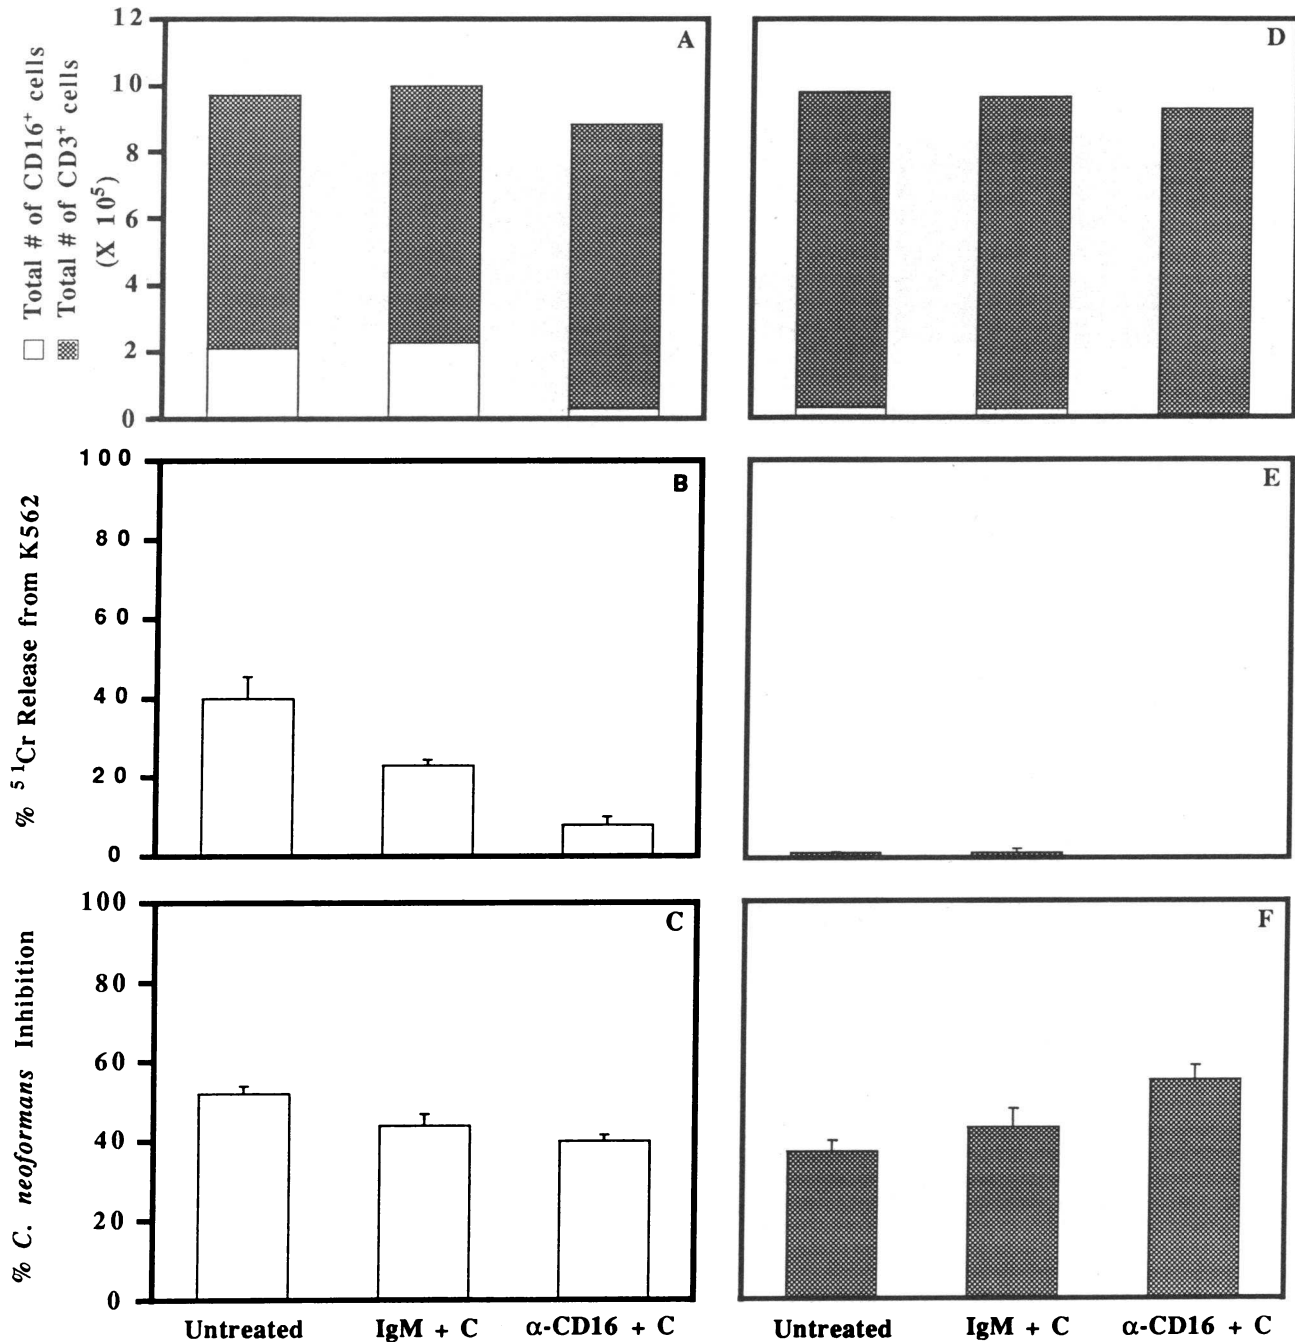 □ Total # of CD16⁺ cells
Total # of CD3⁺ cells
(X 10⁵)
12
10
8
6
4
2
0
A
D
% ⁵¹Cr Release from K562
100
80
60
40
20
0
B
E
% C. neoformans Inhibition
100
80
60
40
20
0
C
F
Untreated IgM + C α-CD16 + C
Untreated IgM + C α-CD16 + C